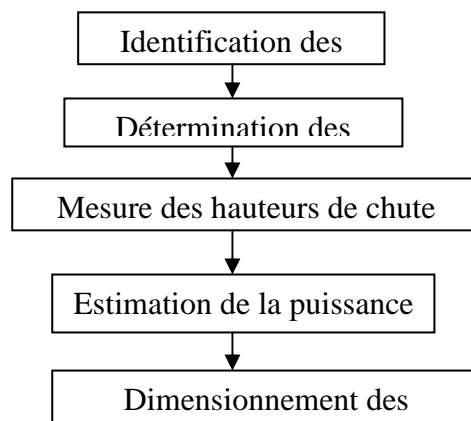 Identification des
Détermination des
Mesure des hauteurs de chute
Estimation de la puissance
Dimensionnement des